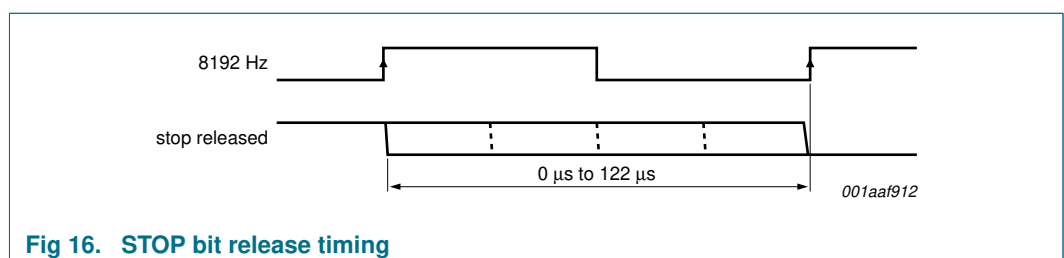 8192 Hz
stop released
0 μs to 122 μs
001aaf912
Fig 16. STOP bit release timing